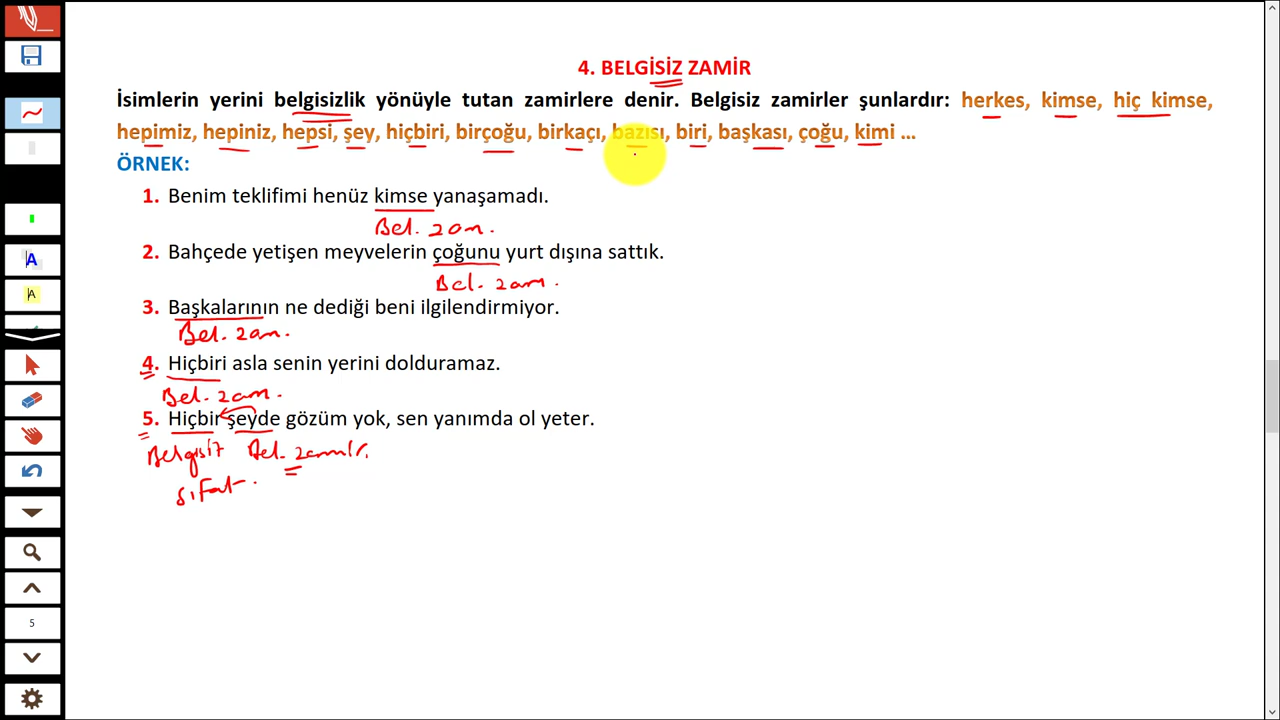 4. BELGİSİZ ZAMİR
İsimlerin yerini belgisizlik yönüyle tutan zamirlere denir. Belgisiz zamirler şunlardır: herkes, kimse, hiç kimse,
hepimiz, hepiniz, hepsi, şey, hiçbiri, birçoğu, birkaçı, bazısı, biri, başkası, çoğu, kimi ...
ÖRNEK:
1. Benim teklifimi henüz kimse yanaşamadı.
Bel. zam.
2. Bahçede yetişen meyvelerin çoğunu yurt dışına sattık.
Bel. zam.
3. Başkalarının ne dediği beni ilgilendirmiyor.
Bel. zam.
4. Hiçbiri asla senin yerini dolduramaz.
Bel. zam.
5. Hiçbir şeyde gözüm yok, sen yanımda ol yeter.
Belgisiz Bel. zamir.
sıfat.
A
A
5